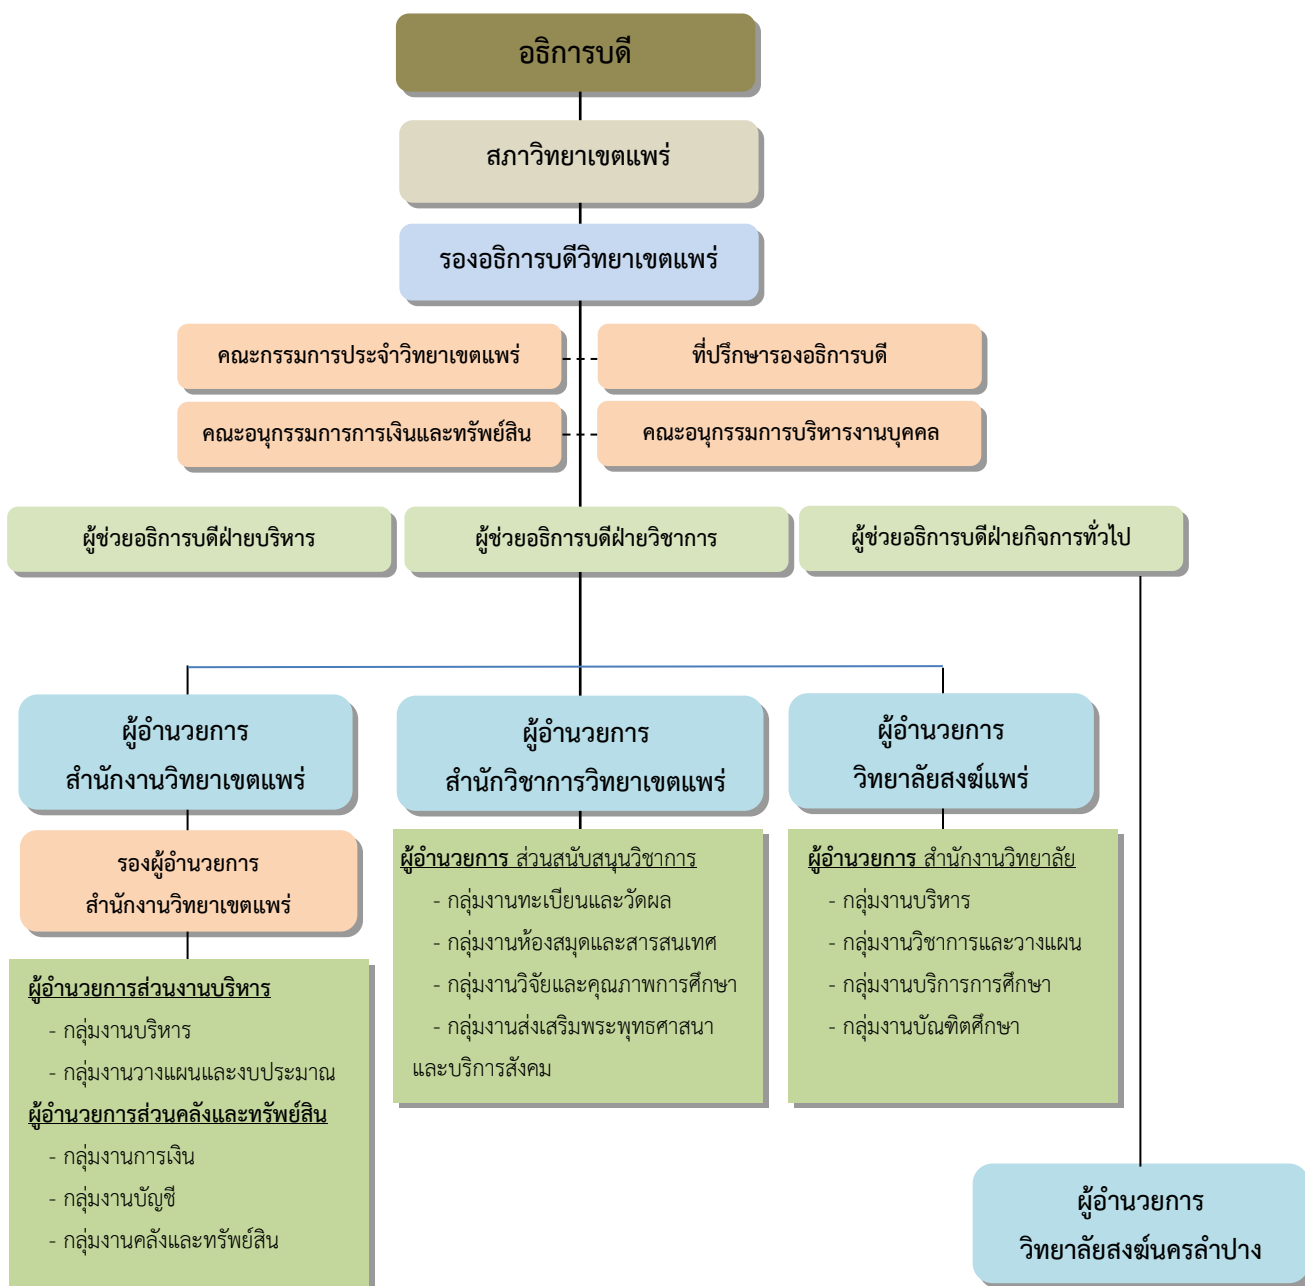 อธิการบดี
สภาวิทยาเขตแพร่
รองอธิการบดีวิทยาเขตแพร่
คณะกรรมการประจำวิทยาเขตแพร่
ที่ปรึกษารองอธิการบดี
คณะอนุกรรมการการเงินและทรัพย์สิน
คณะอนุกรรมการบริหารงานบุคคล
ผู้ช่วยอธิการบดีฝ่ายบริหาร
ผู้ช่วยอธิการบดีฝ่ายวิชาการ
ผู้ช่วยอธิการบดีฝ่ายกิจการทั่วไป
ผู้อำนวยการ
สำนักงานวิทยาเขตแพร่
รองผู้อำนวยการ
สำนักงานวิทยาเขตแพร่
ผู้อำนวยการส่วนงานบริหาร
- กลุ่มงานบริหาร
- กลุ่มงานวางแผนและงบประมาณ
ผู้อำนวยการส่วนคลังและทรัพย์สิน
- กลุ่มงานการเงิน
- กลุ่มงานบัญชี
- กลุ่มงานคลังและทรัพย์สิน
ผู้อำนวยการ
สำนักวิชาการวิทยาเขตแพร่
ผู้อำนวยการ ส่วนสนับสนุนวิชาการ
- กลุ่มงานทะเบียนและวัดผล
- กลุ่มงานห้องสมุดและสารสนเทศ
- กลุ่มงานวิจัยและคุณภาพการศึกษา
- กลุ่มงานส่งเสริมพระพุทธศาสนา
และบริการสังคม
ผู้อำนวยการ
วิทยาลัยสงฆ์แพร่
ผู้อำนวยการ สำนักงานวิทยาลัย
- กลุ่มงานบริหาร
- กลุ่มงานวิชาการและวางแผน
- กลุ่มงานบริการการศึกษา
- กลุ่มงานบัณฑิตศึกษา
ผู้อำนวยการ
วิทยาลัยสงฆ์นครลำปาง